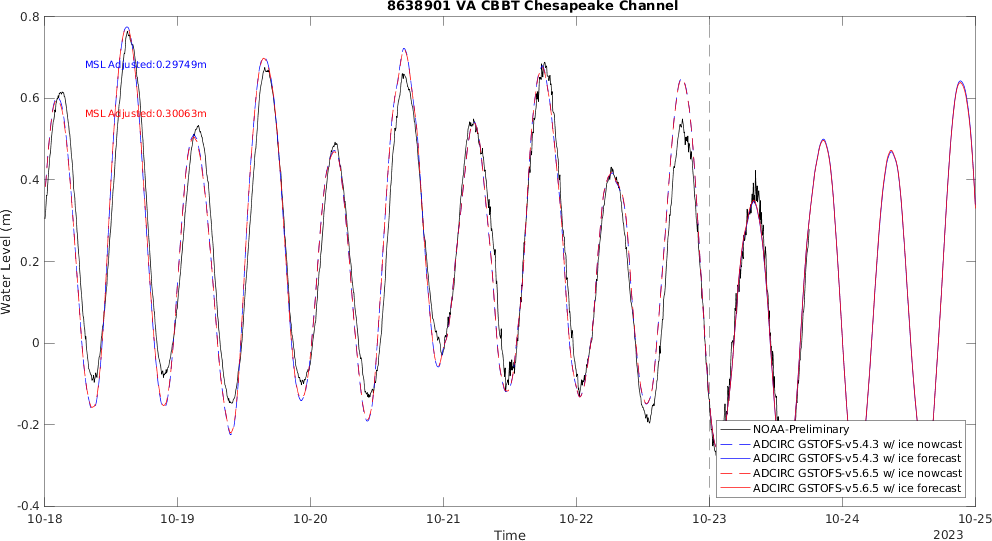 8638901 VA CBBT Chesapeake Channel
0.8
MSL Adjusted:0.29749m
0.6
MSL Adjusted:0.30063m
0.4
0.2
0
-0.2
-0.4
Water Level (m)
NOAA-Preliminary
ADCIRC GSTOFS-v5.4.3 w/ ice nowcast
ADCIRC GSTOFS-v5.4.3 w/ ice forecast
ADCIRC GSTOFS-v5.6.5 w/ ice nowcast
ADCIRC GSTOFS-v5.6.5 w/ ice forecast
10-18 10-19 10-20 10-21 10-22 10-23 10-24 10-25
Time
2023